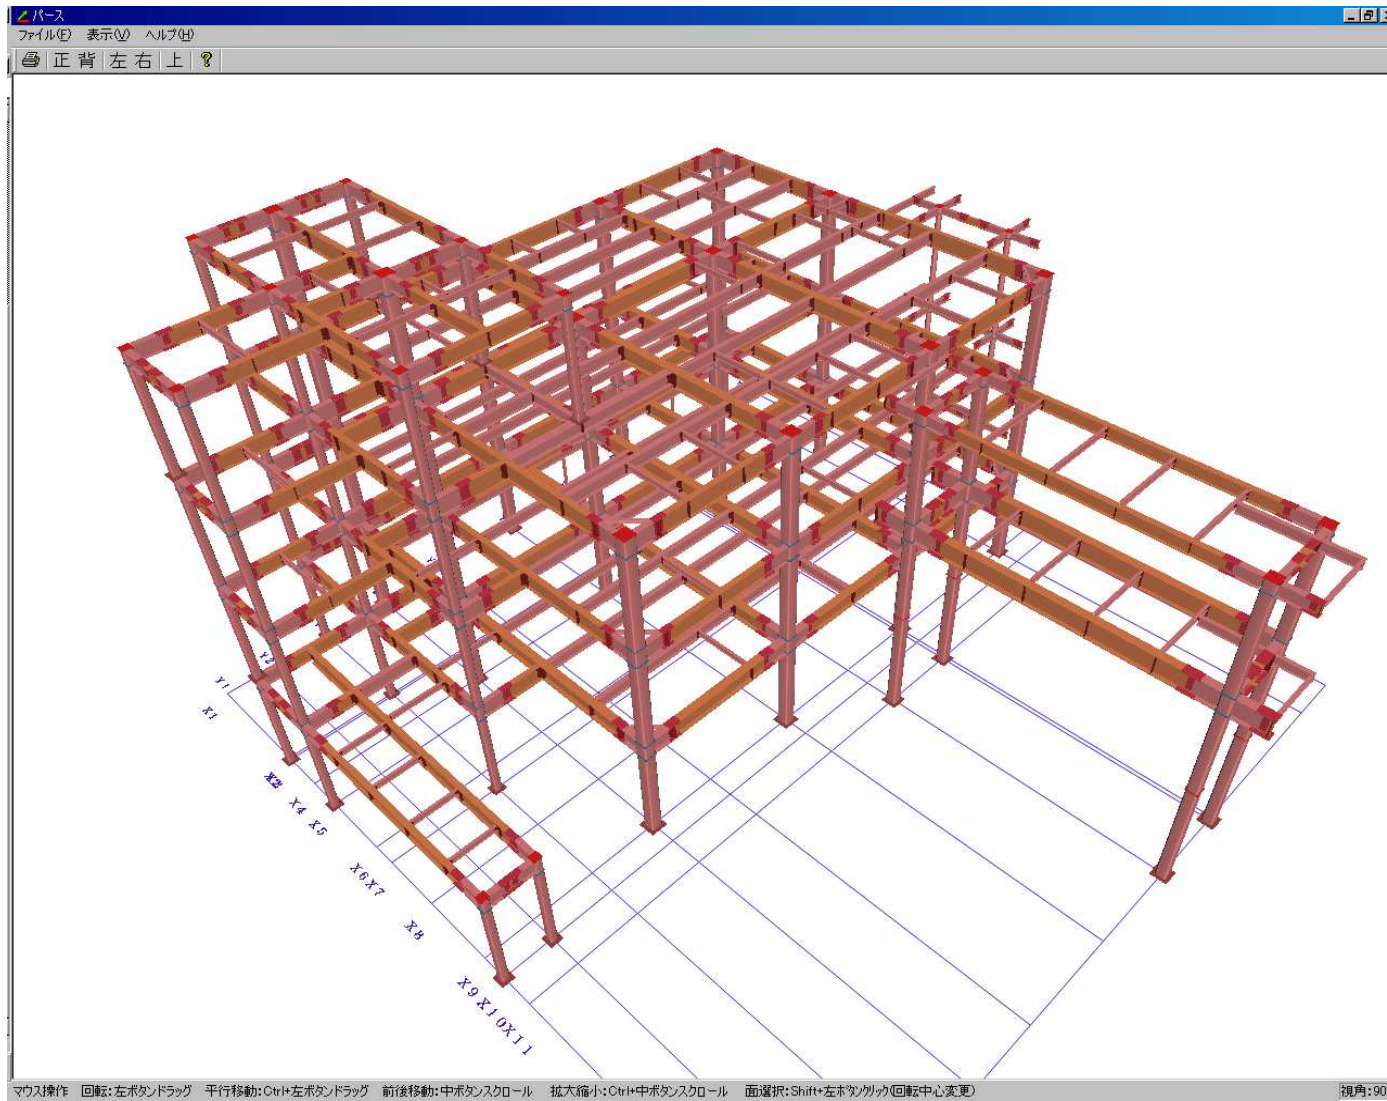 パース
ファイル(F) 表示(V) ヘルプ(H)
正 背 左 右 上
Y2
Y1
X1
X4
X5
X6
X7
X8
X9
X10
X11
マウス操作 回転:左ボタンドラッグ 平行移動:Ctrl+左ボタンドラッグ 前後移動:中ボタンスクロール 拡大縮小:Ctrl+中ボタンスクロール 面選択:Shift+左ボタンクリック(回転中心変更)
視角:90